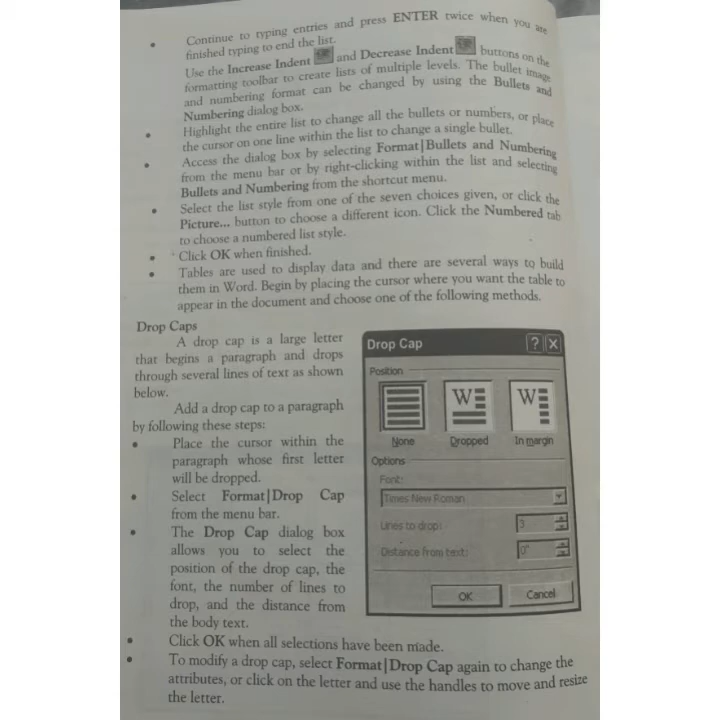 • Continue to typing entries and press ENTER twice when you are
finished typing to end the list.
Use the Increase Indent and Decrease Indent buttons on the
formatting toolbar to create lists of multiple levels. The bullet image
and numbering format can be changed by using the Bullets and
Numbering dialog box.
• Highlight the entire list to change all the bullets or numbers, or place
the cursor on one line within the list to change a single bullet.
• Access the dialog box by selecting Format|Bullets and Numbering
from the menu bar or by right-clicking within the list and selecting
Bullets and Numbering from the shortcut menu.
• Select the list style from one of the seven choices given, or click the
Picture... button to choose a different icon. Click the Numbered tab
to choose a numbered list style.
• Click OK when finished.
• Tables are used to display data and there are several ways to build
them in Word. Begin by placing the cursor where you want the table to
appear in the document and choose one of the following methods.
Drop Caps
A drop cap is a large letter
that begins a paragraph and drops
through several lines of text as shown
below.
Add a drop cap to a paragraph
by following these steps:
• Place the cursor within the
paragraph whose first letter
will be dropped.
• Select Format|Drop Cap
from the menu bar.
• The Drop Cap dialog box
allows you to select the
position of the drop cap, the
font, the number of lines to
drop, and the distance from
the body text.
Drop Cap ? X
Position
W W
None Dropped In margin
Options
Font:
Times New Roman
Lines to drop: 3
Distance from text: 0"
OK Cancel
• Click OK when all selections have been made.
• To modify a drop cap, select Format|Drop Cap again to change the
attributes, or click on the letter and use the handles to move and resize
the letter.